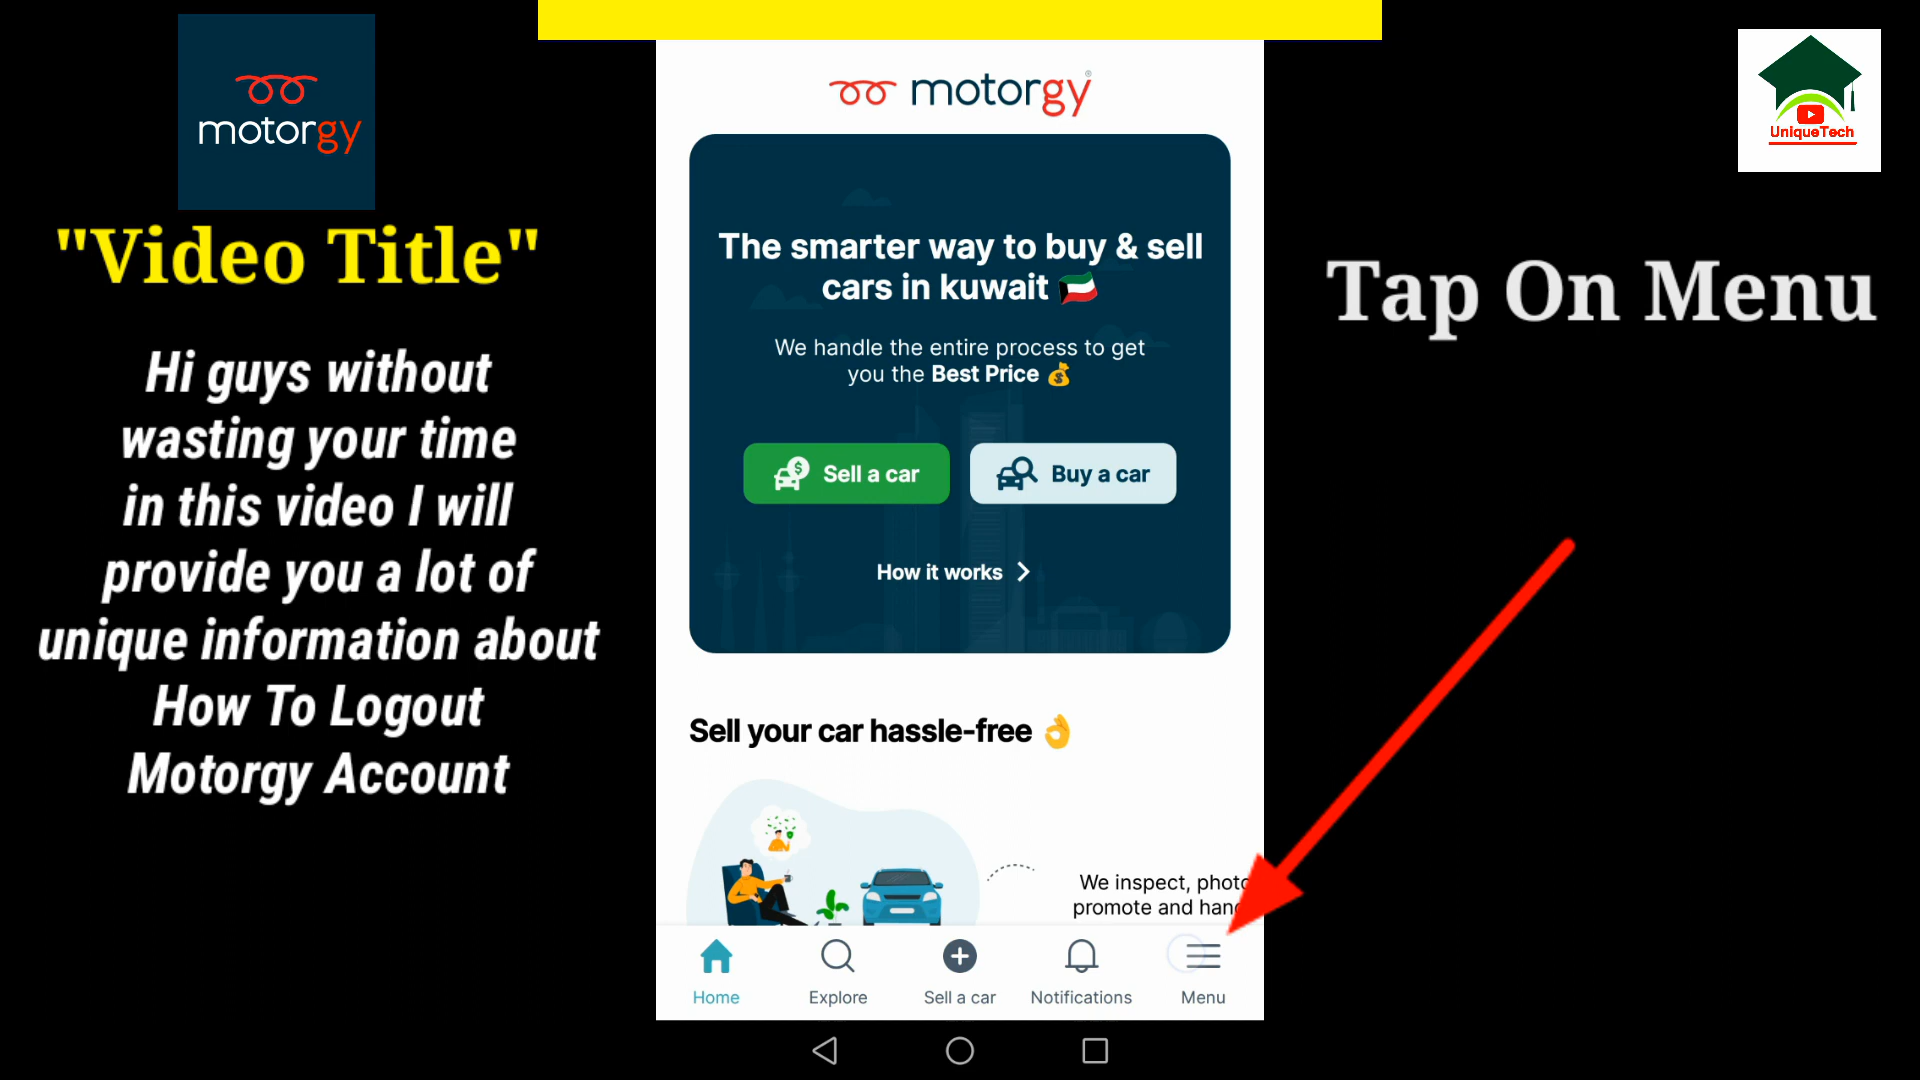 motorgy
"Video Title"
Hi guys without
wasting your time
in this video I will
provide you a lot of
unique information about
How To Logout
Motorgy Account
motorgy®
The smarter way to buy & sell
cars in kuwait
We handle the entire process to get
you the Best Price
Sell a car
Buy a car
How it works
Sell your car hassle-free
We inspect, photo
promote and hand
Home
Explore
Sell a car
Notifications
Menu
UniqueTech
Tap On Menu